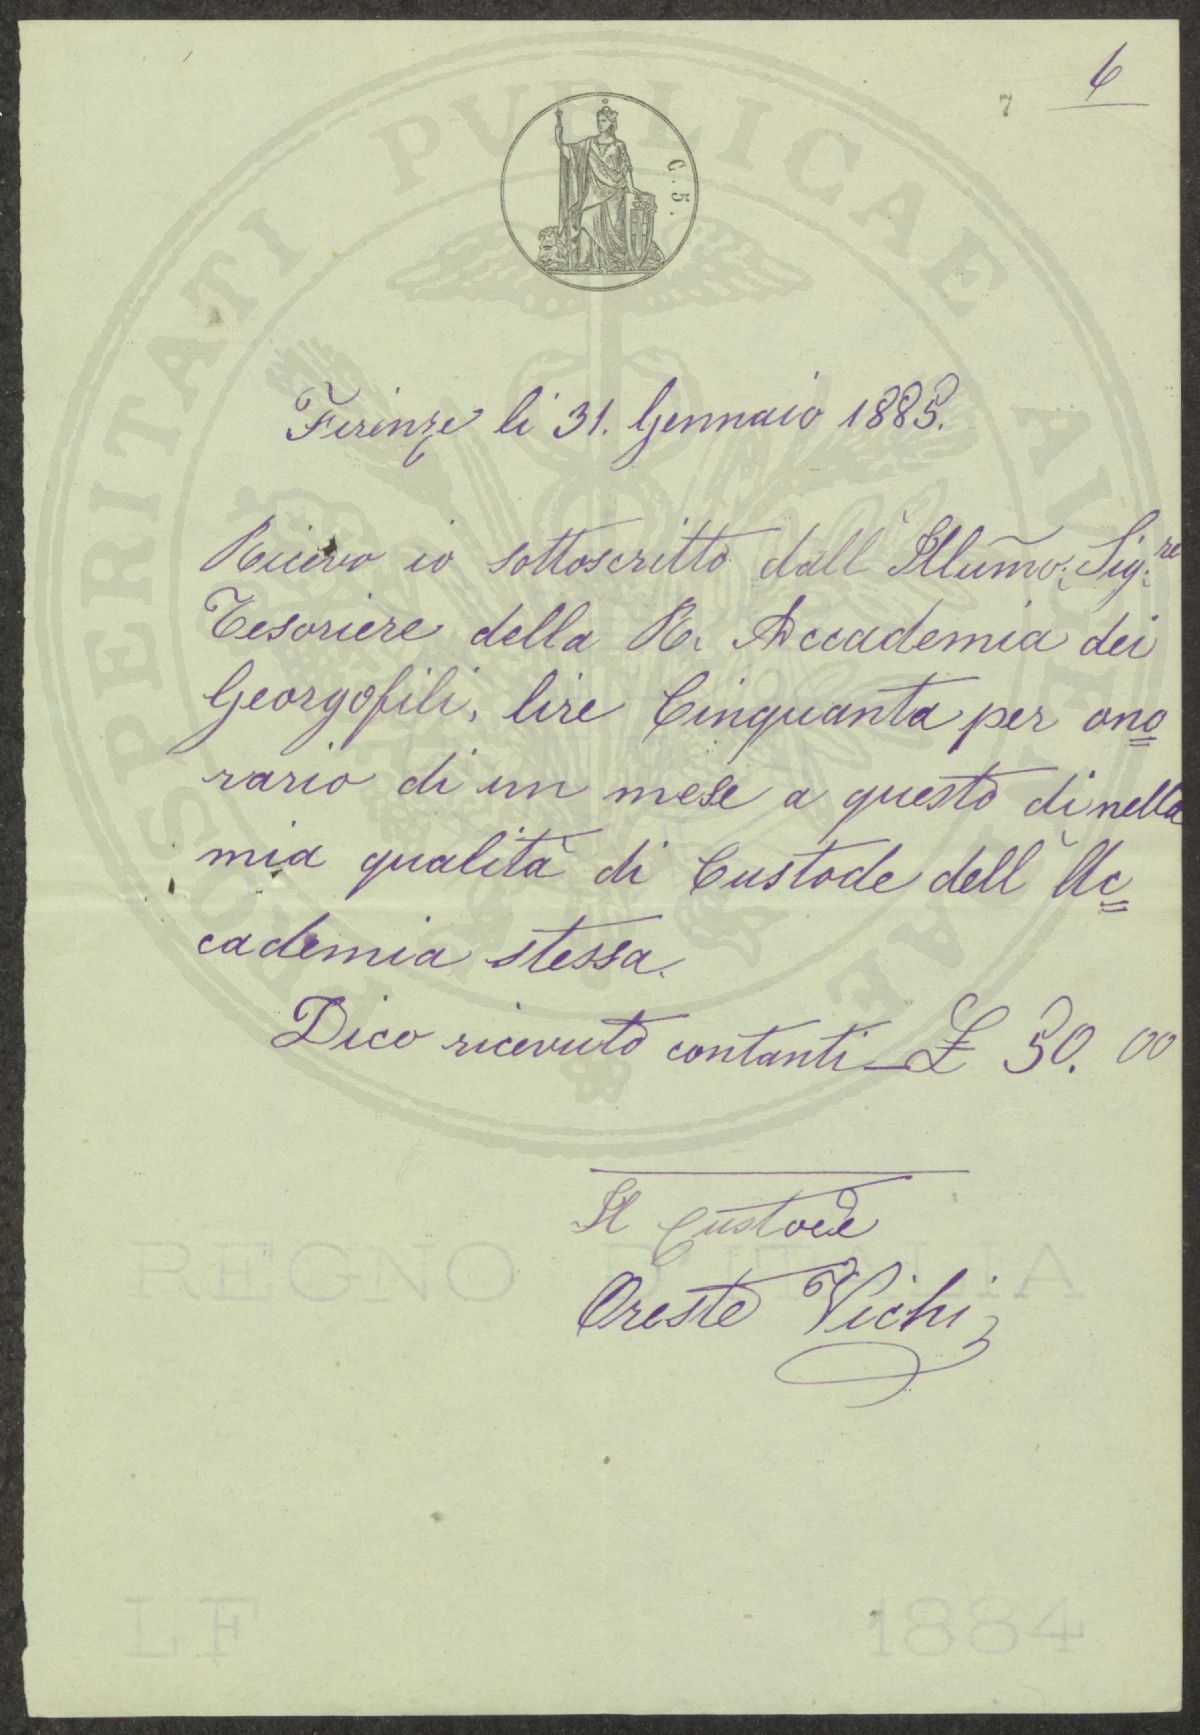 6
7
C. 5.
PROSPERITATI PUBLICAE AUGENDAE
Firenze li 31. Gennaio 1885.
Ricevo io sottoscritto dall' Illum̃o: Sig:re
Tesoriere della R. Accademia dei
Georgofili, lire Cinquanta per ono
rario di un mese a questo dì nella
mia qualità di Custode dell' Ac
cademia stessa.
Dico ricevuto contanti — £ 50. 00
Il Custode
Oreste Vichi
REGNO D'ITALIA
LF 1884